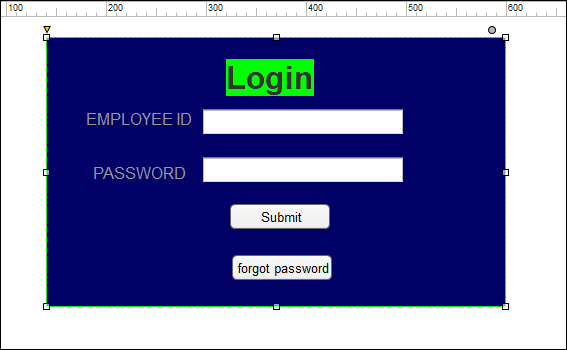 100 200 300 400 500 600
Login
EMPLOYEE ID
PASSWORD
Submit
forgot password